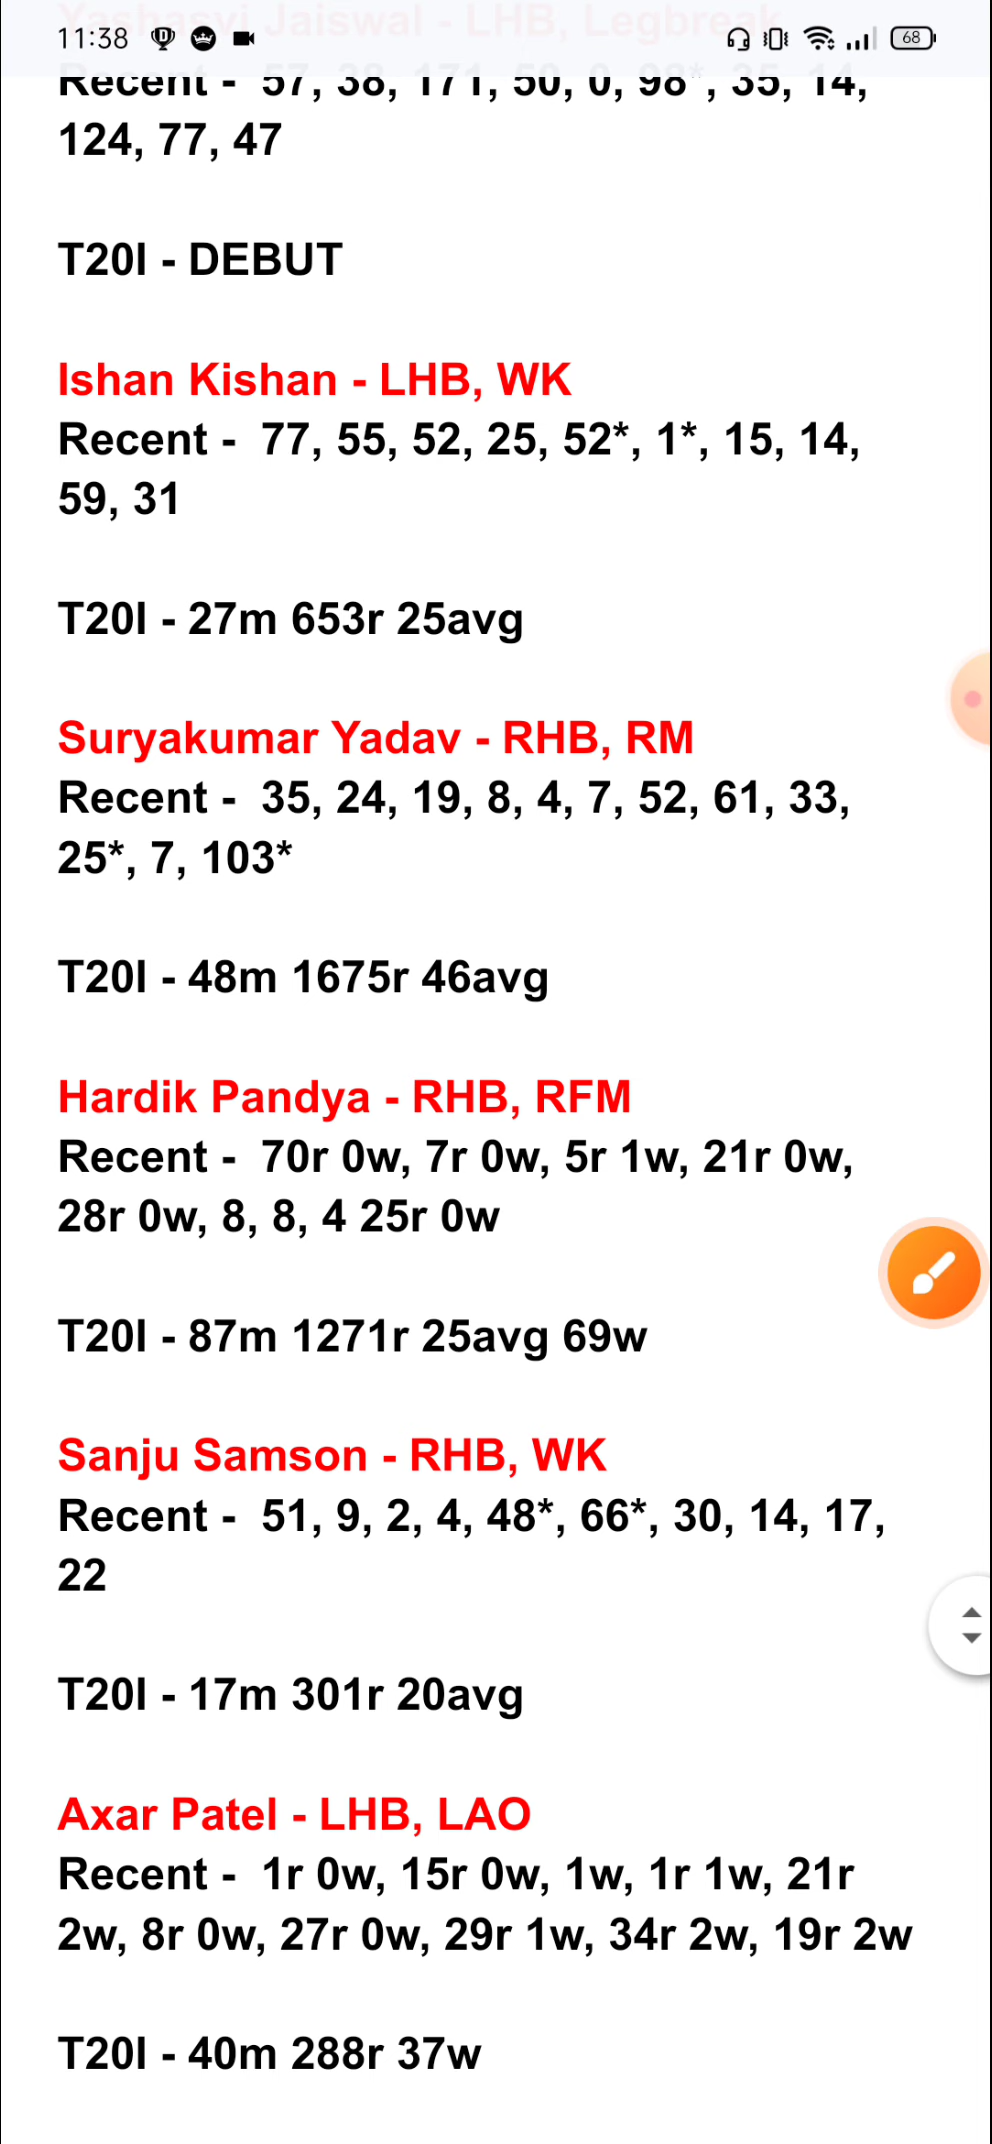 Yashasvi Jaiswal - LHB, Legbreak
11:38
68
Recent - 57, 38, 171, 50, 0, 98*, 35, 14,
124, 77, 47
T20I - DEBUT
Ishan Kishan - LHB, WK
Recent - 77, 55, 52, 25, 52*, 1*, 15, 14,
59, 31
T20I - 27m 653r 25avg
Suryakumar Yadav - RHB, RM
Recent - 35, 24, 19, 8, 4, 7, 52, 61, 33,
25*, 7, 103*
T20I - 48m 1675r 46avg
Hardik Pandya - RHB, RFM
Recent - 70r 0w, 7r 0w, 5r 1w, 21r 0w,
28r 0w, 8, 8, 4 25r 0w
T20I - 87m 1271r 25avg 69w
Sanju Samson - RHB, WK
Recent - 51, 9, 2, 4, 48*, 66*, 30, 14, 17,
22
T20I - 17m 301r 20avg
Axar Patel - LHB, LAO
Recent - 1r 0w, 15r 0w, 1w, 1r 1w, 21r
2w, 8r 0w, 27r 0w, 29r 1w, 34r 2w, 19r 2w
T20I - 40m 288r 37w